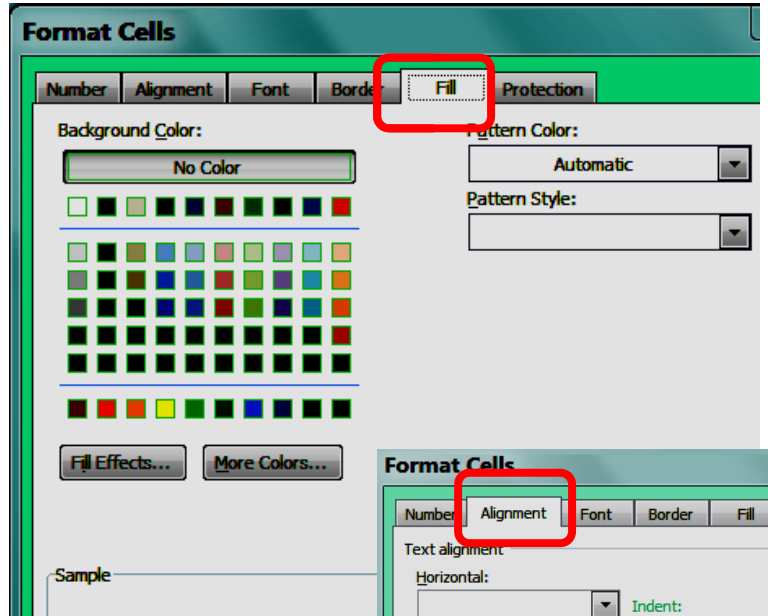 Format Cells
Number Alignment Font Border Fill Protection
Background Color:
No Color
Pattern Color:
Automatic
Pattern Style:
Fill Effects... More Colors...
Sample
Format Cells
Number Alignment Font Border Fill
Text alignment
Horizontal:
Indent: